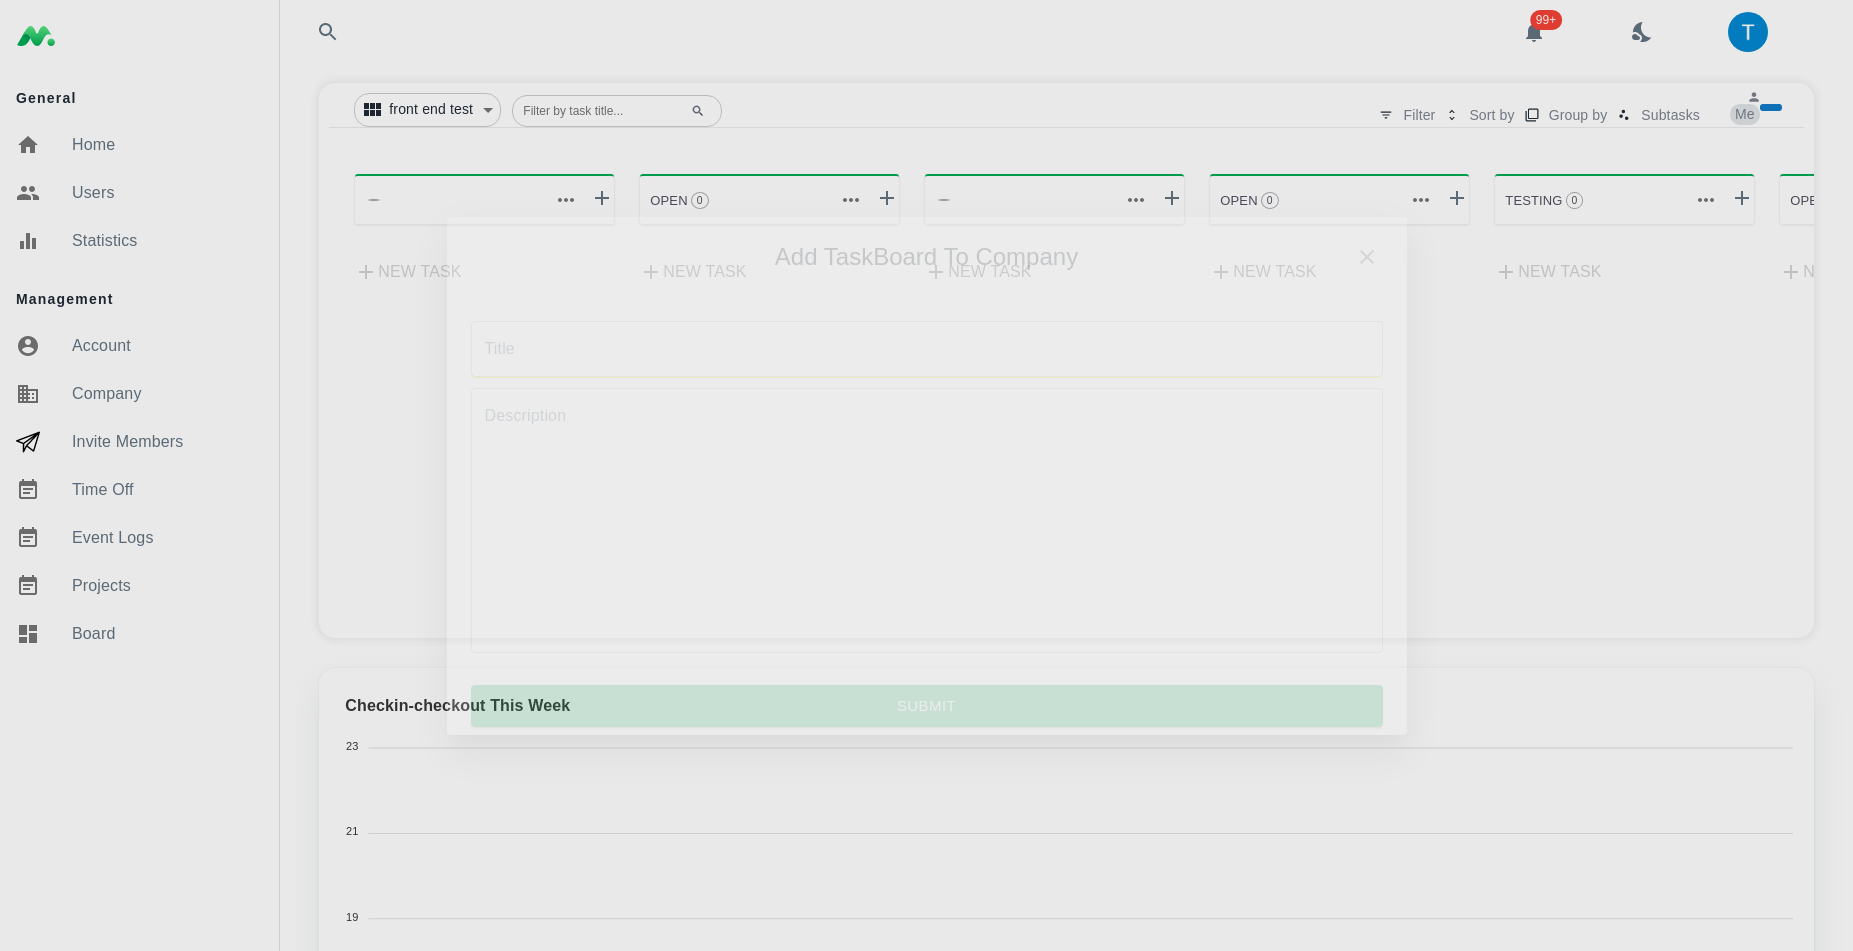 General
Home
Users
Statistics
Management
Account
Company
Invite Members
Time Off
Event Logs
Projects
Board
99+
T
front end test
Filter by task title...
Filter
Sort by
Group by
Subtasks
Me
OPEN 0
OPEN 0
TESTING 0
OPE
NEW TASK
NEW TASK
NEW TASK
NEW TASK
NEW TASK
N
Add TaskBoard To Company
Title
Description
SUBMIT
Checkin-checkout This Week
23
21
19